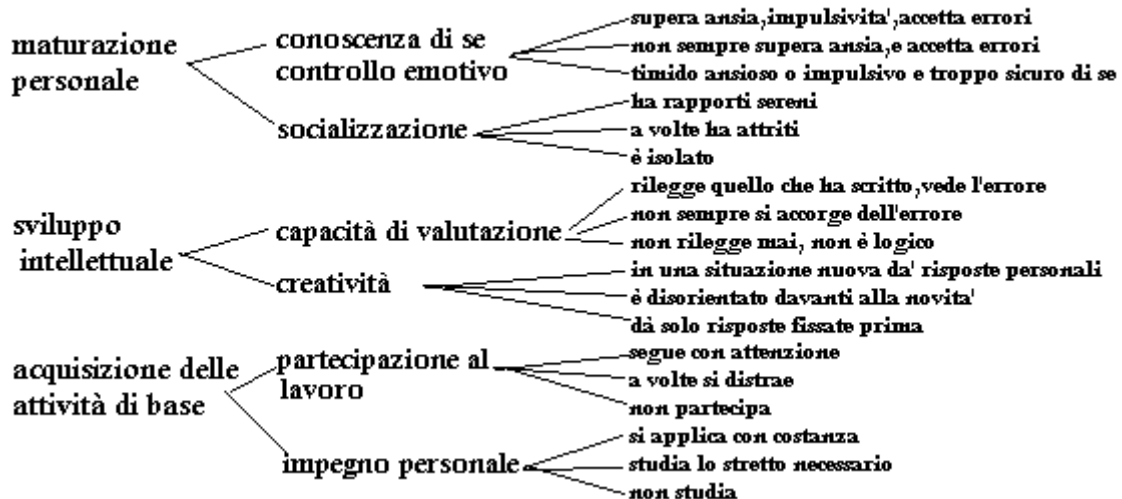 maturazione
personale
conoscenza di se
controllo emotivo
supera ansia,impulsivita',accetta errori
non sempre supera ansia,e accetta errori
timido ansioso o impulsivo e troppo sicuro di se
socializzazione
ha rapporti sereni
a volte ha attriti
è isolato
sviluppo
intellettuale
capacità di valutazione
rilegge quello che ha scritto,vede l'errore
non sempre si accorge dell'errore
non rilegge mai, non è logico
creatività
in una situazione nuova da' risposte personali
è disorientato davanti alla novita'
dà solo risposte fissate prima
acquisizione delle
attività di base
partecipazione al
lavoro
segue con attenzione
a volte si distrae
non partecipa
impegno personale
si applica con costanza
studia lo stretto necessario
non studia